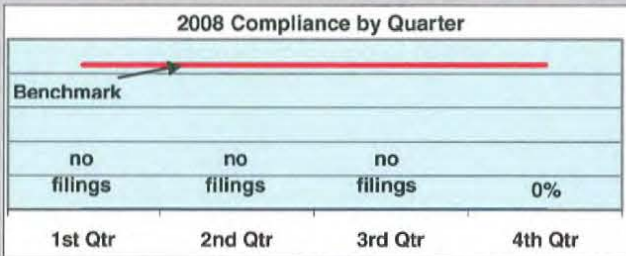 2008 Compliance by Quarter
Benchmark
no no no
filings filings filings 0%
1st Qtr 2nd Qtr 3rd Qtr 4th Qtr